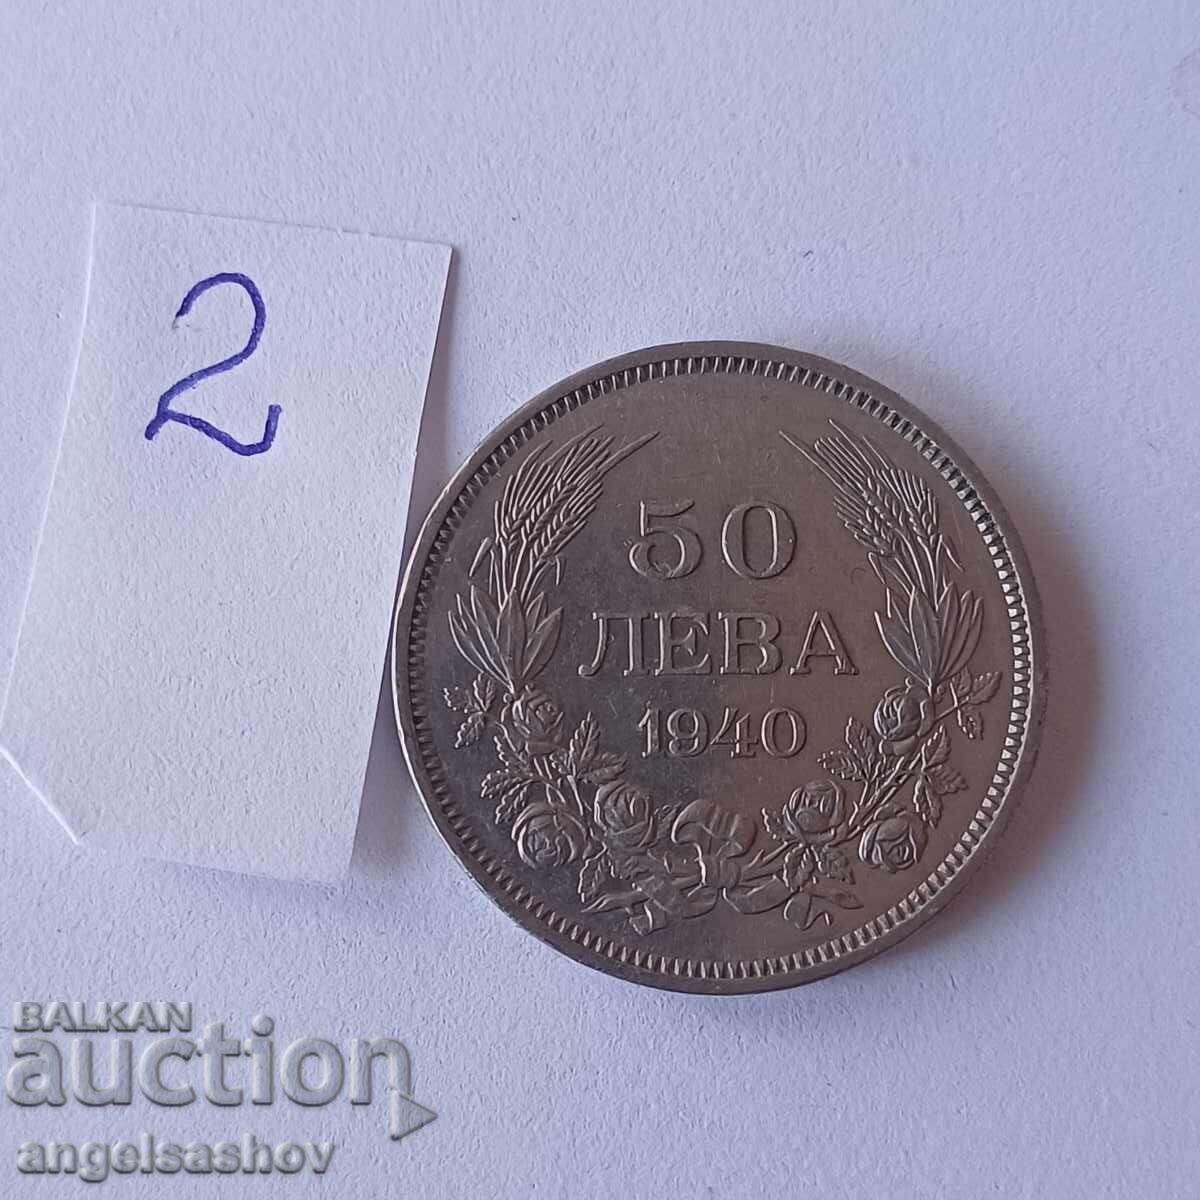 2
50
ЛЕВА
1940
BALKAN
auction
angelsashov